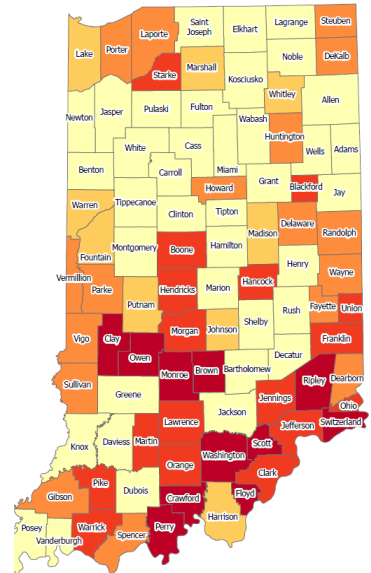 Saint
Joseph
Elkhart
Lagrange
Steuben
Laporte
Porter
Lake
Noble
DeKalb
Starke
Marshall
Kosciusko
Whitley
Allen
Newton
Jasper
Pulaski
Fulton
Wabash
Huntington
Wells
Adams
White
Cass
Miami
Benton
Carroll
Grant
Blackford
Jay
Howard
Warren
Tippecanoe
Clinton
Tipton
Madison
Delaware
Randolph
Fountain
Montgomery
Boone
Hamilton
Henry
Wayne
Vermillion
Parke
Putnam
Hendricks
Marion
Hancock
Rush
Fayette
Union
Vigo
Clay
Owen
Morgan
Johnson
Shelby
Franklin
Decatur
Sullivan
Greene
Monroe
Brown
Bartholomew
Ripley
Dearborn
Jennings
Ohio
Switzerland
Jackson
Lawrence
Jefferson
Knox
Daviess
Martin
Scott
Washington
Orange
Clark
Gibson
Pike
Dubois
Crawford
Floyd
Harrison
Posey
Vanderburgh
Warrick
Spencer
Perry